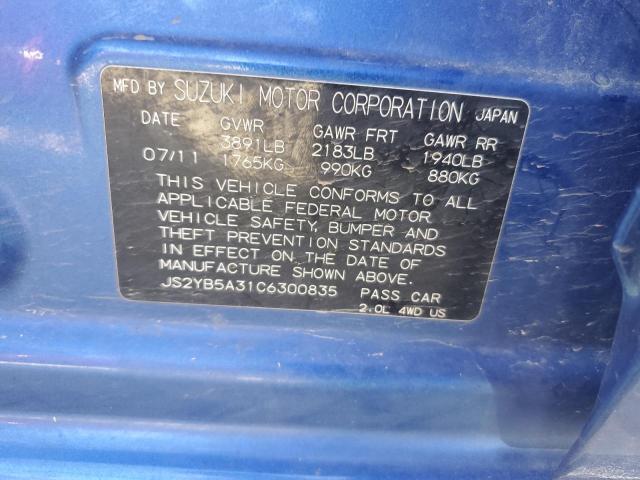 MFD BY SUZUKI MOTOR CORPORATION JAPAN
DATE GVWR GAWR FRT GAWR RR
3891LB 2183LB 1940LB
07/11 1765KG 990KG 880KG
THIS VEHICLE CONFORMS TO ALL
APPLICABLE FEDERAL MOTOR
VEHICLE SAFETY, BUMPER AND
THEFT PREVENTION STANDARDS
IN EFFECT ON THE DATE OF
MANUFACTURE SHOWN ABOVE.
JS2YB5A31C6300835 PASS CAR
2.0L 4WD US